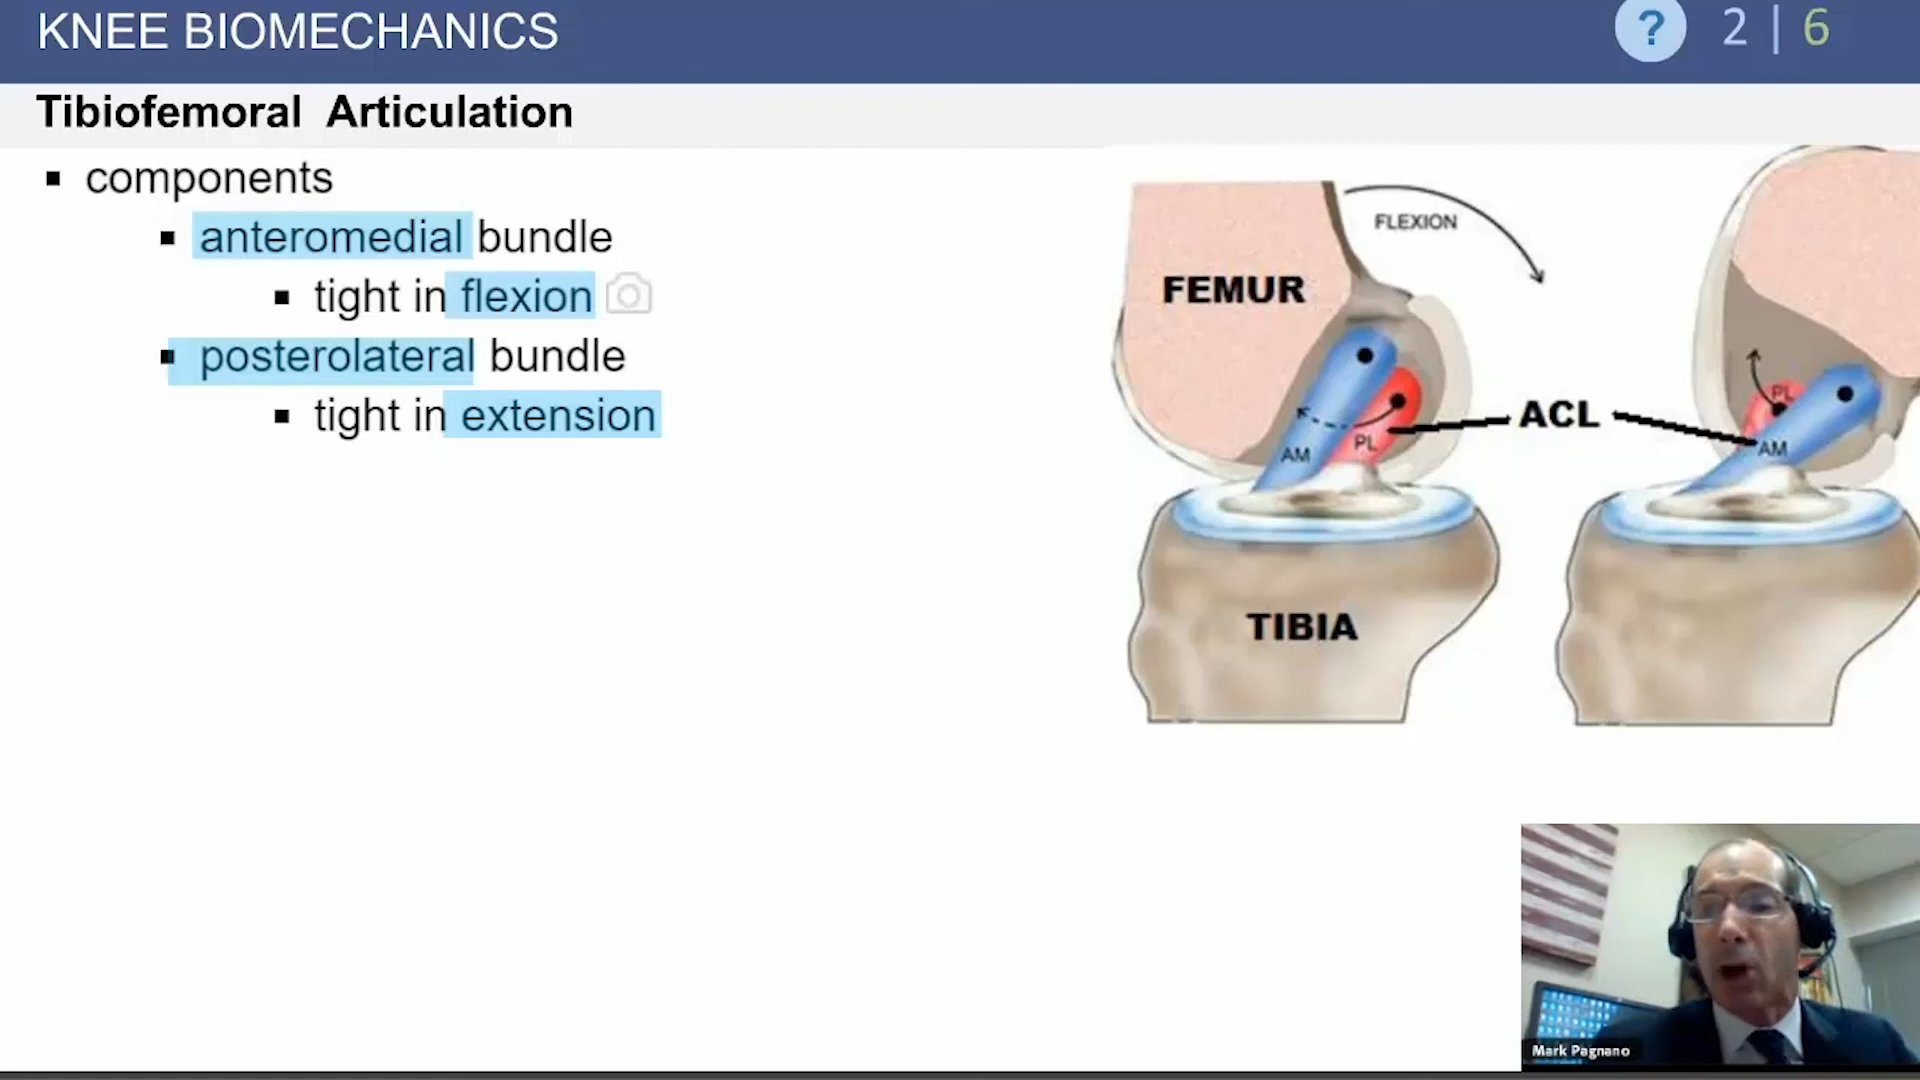 KNEE BIOMECHANICS
? 2 | 6
Tibiofemoral Articulation
components
anteromedial bundle
tight in flexion
posterolateral bundle
tight in extension
FLEXION
FEMUR
ACL
PL
AM
PL
AM
TIBIA
Mark Pagnano